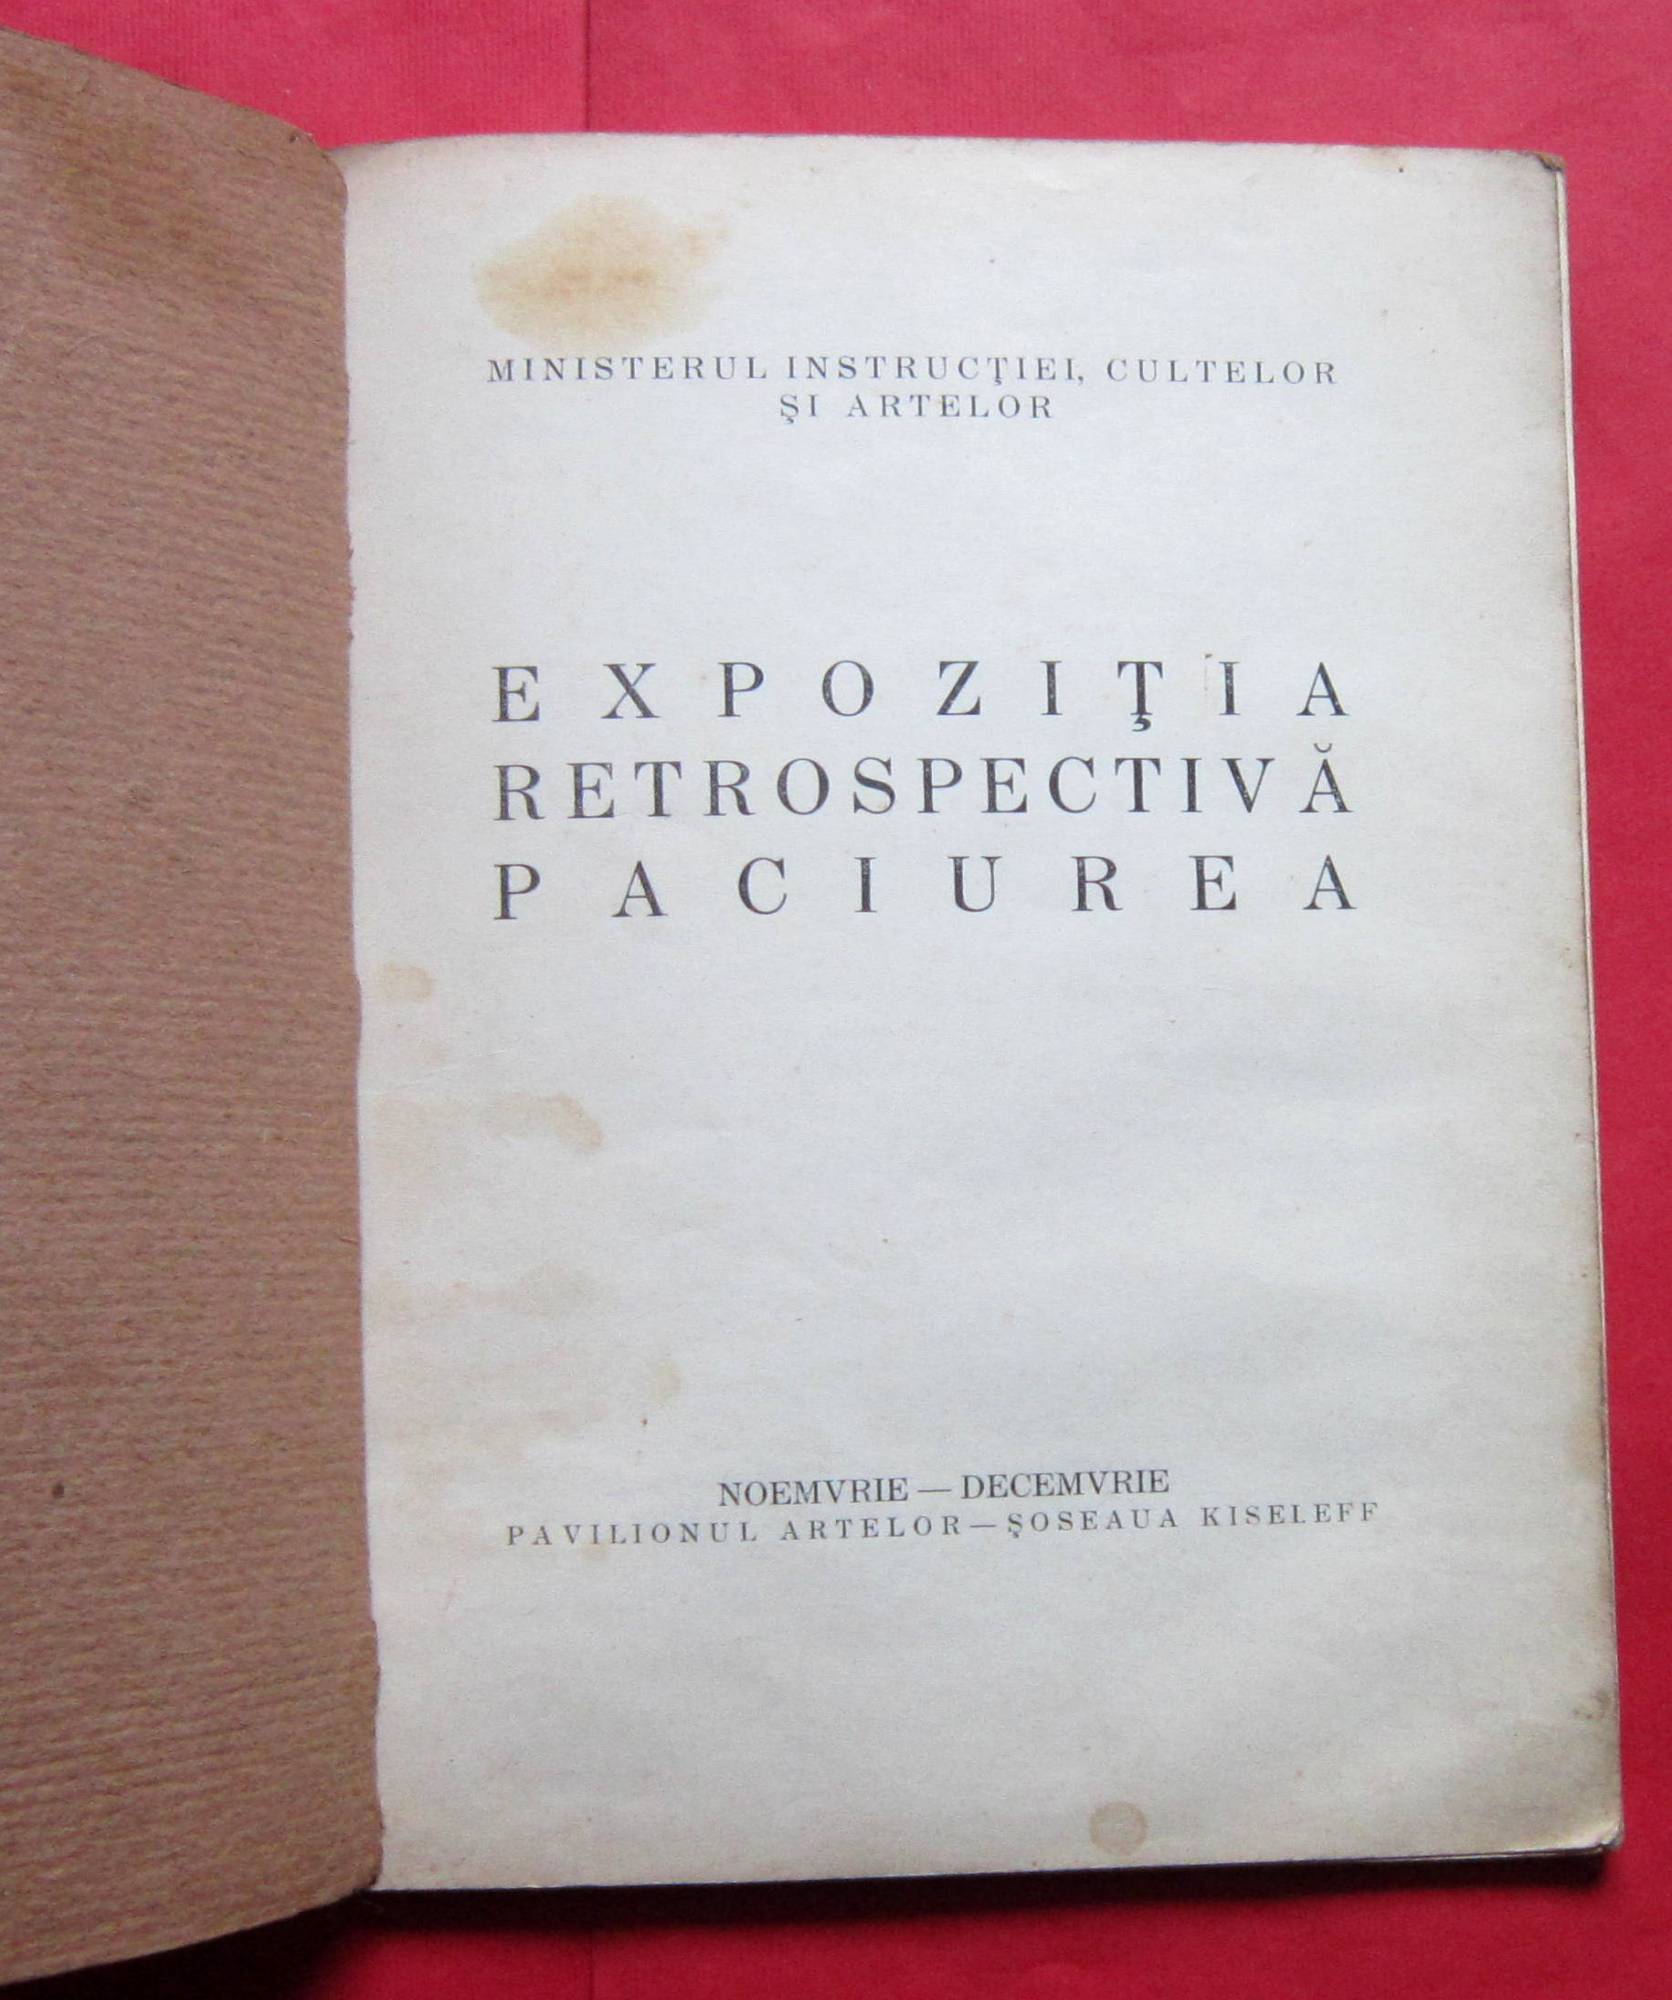 MINISTERUL INSTRUCŢIEI, CULTELOR
ŞI ARTELOR
EXPOZIŢIA
RETROSPECTIVĂ
PACIUREA
NOEMVRIE — DECEMVRIE
PAVILIONUL ARTELOR — ŞOSEAUA KISELEFF